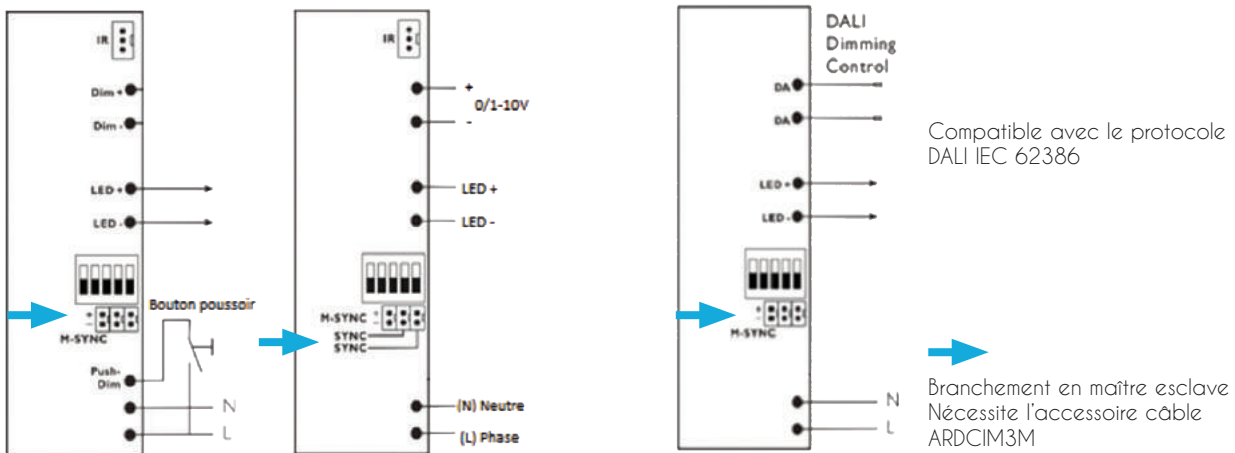 IR
Dim +
Dim -
LED +
LED -
+
-
M-SYNC
Bouton poussoir
Push-
Dim
N
L
IR
+
0/1-10V
-
LED +
LED -
M-SYNC
+
-
SYNC
SYNC
(N) Neutre
(L) Phase
DALI
Dimming
Control
DA
DA
LED +
LED -
+
-
M-SYNC
N
L
Compatible avec le protocole
DALI IEC 62386
Branchement en maître esclave
Nécessite l'accessoire câble
ARDCIM3M